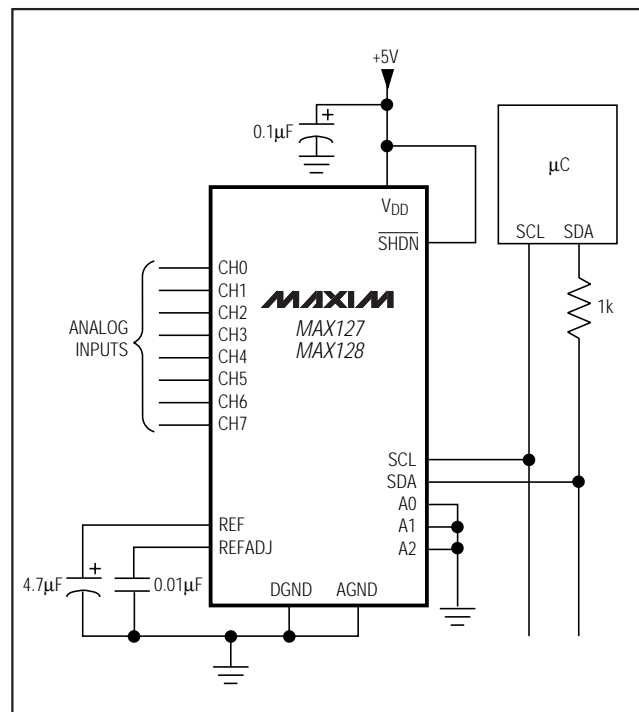 +5V
0.1μF
+
μC
SCL SDA
1k
VDD
SHDN
CH0
CH1
CH2
CH3
CH4
CH5
CH6
CH7
ANALOG
INPUTS
MAXIM
MAX127
MAX128
SCL
SDA
A0
A1
A2
REF
REFADJ
4.7μF
+
0.01μF
DGND AGND